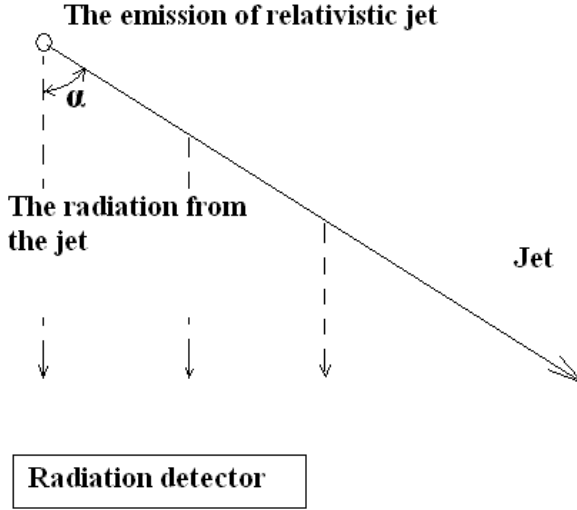 The emission of relativistic jet
α
The radiation from
the jet
Jet
Radiation detector